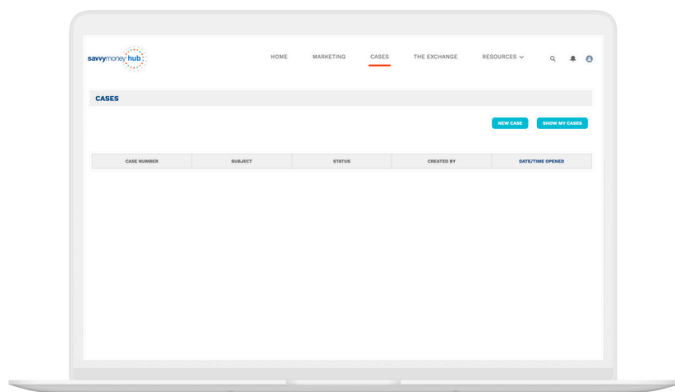 savvymoney hub
HOME MARKETING CASES THE EXCHANGE RESOURCES
CASES
NEW CASE SHOW MY CASES
CASE NUMBER SUBJECT STATUS CREATED BY DATE/TIME OPENED